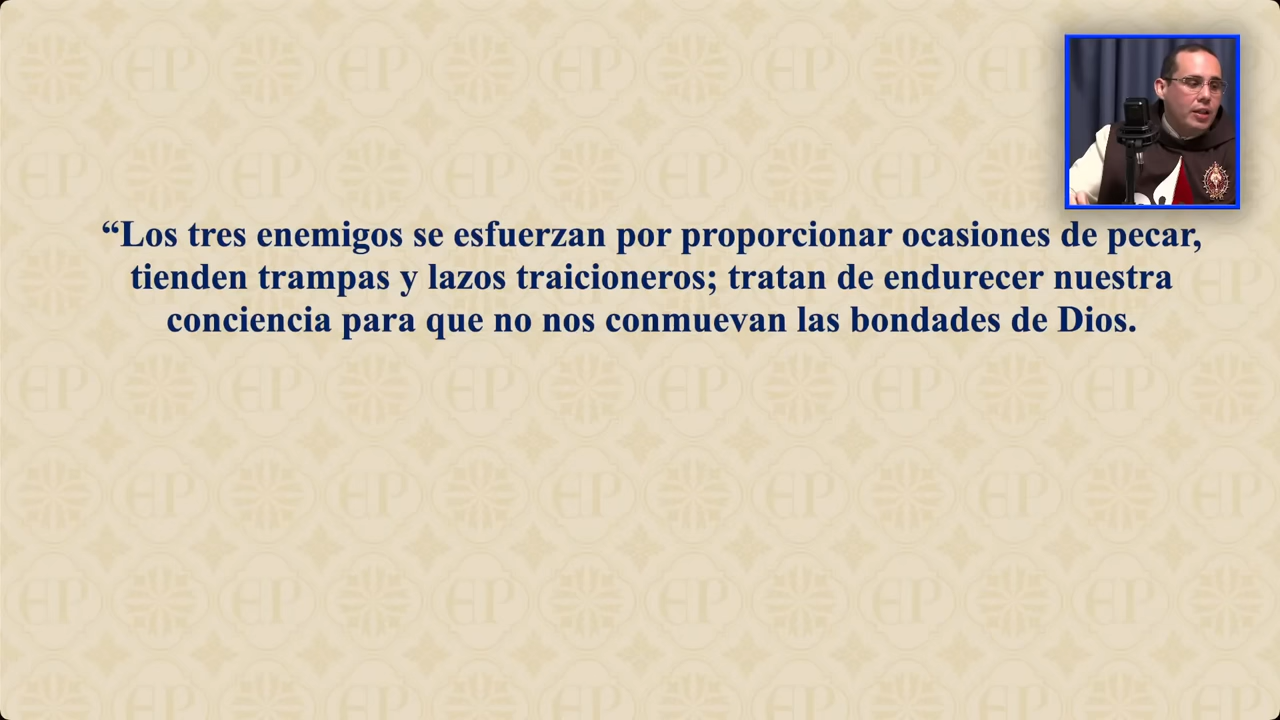 “Los tres enemigos se esfuerzan por proporcionar ocasiones de pecar,
tienden trampas y lazos traicioneros; tratan de endurecer nuestra
conciencia para que no nos conmuevan las bondades de Dios.